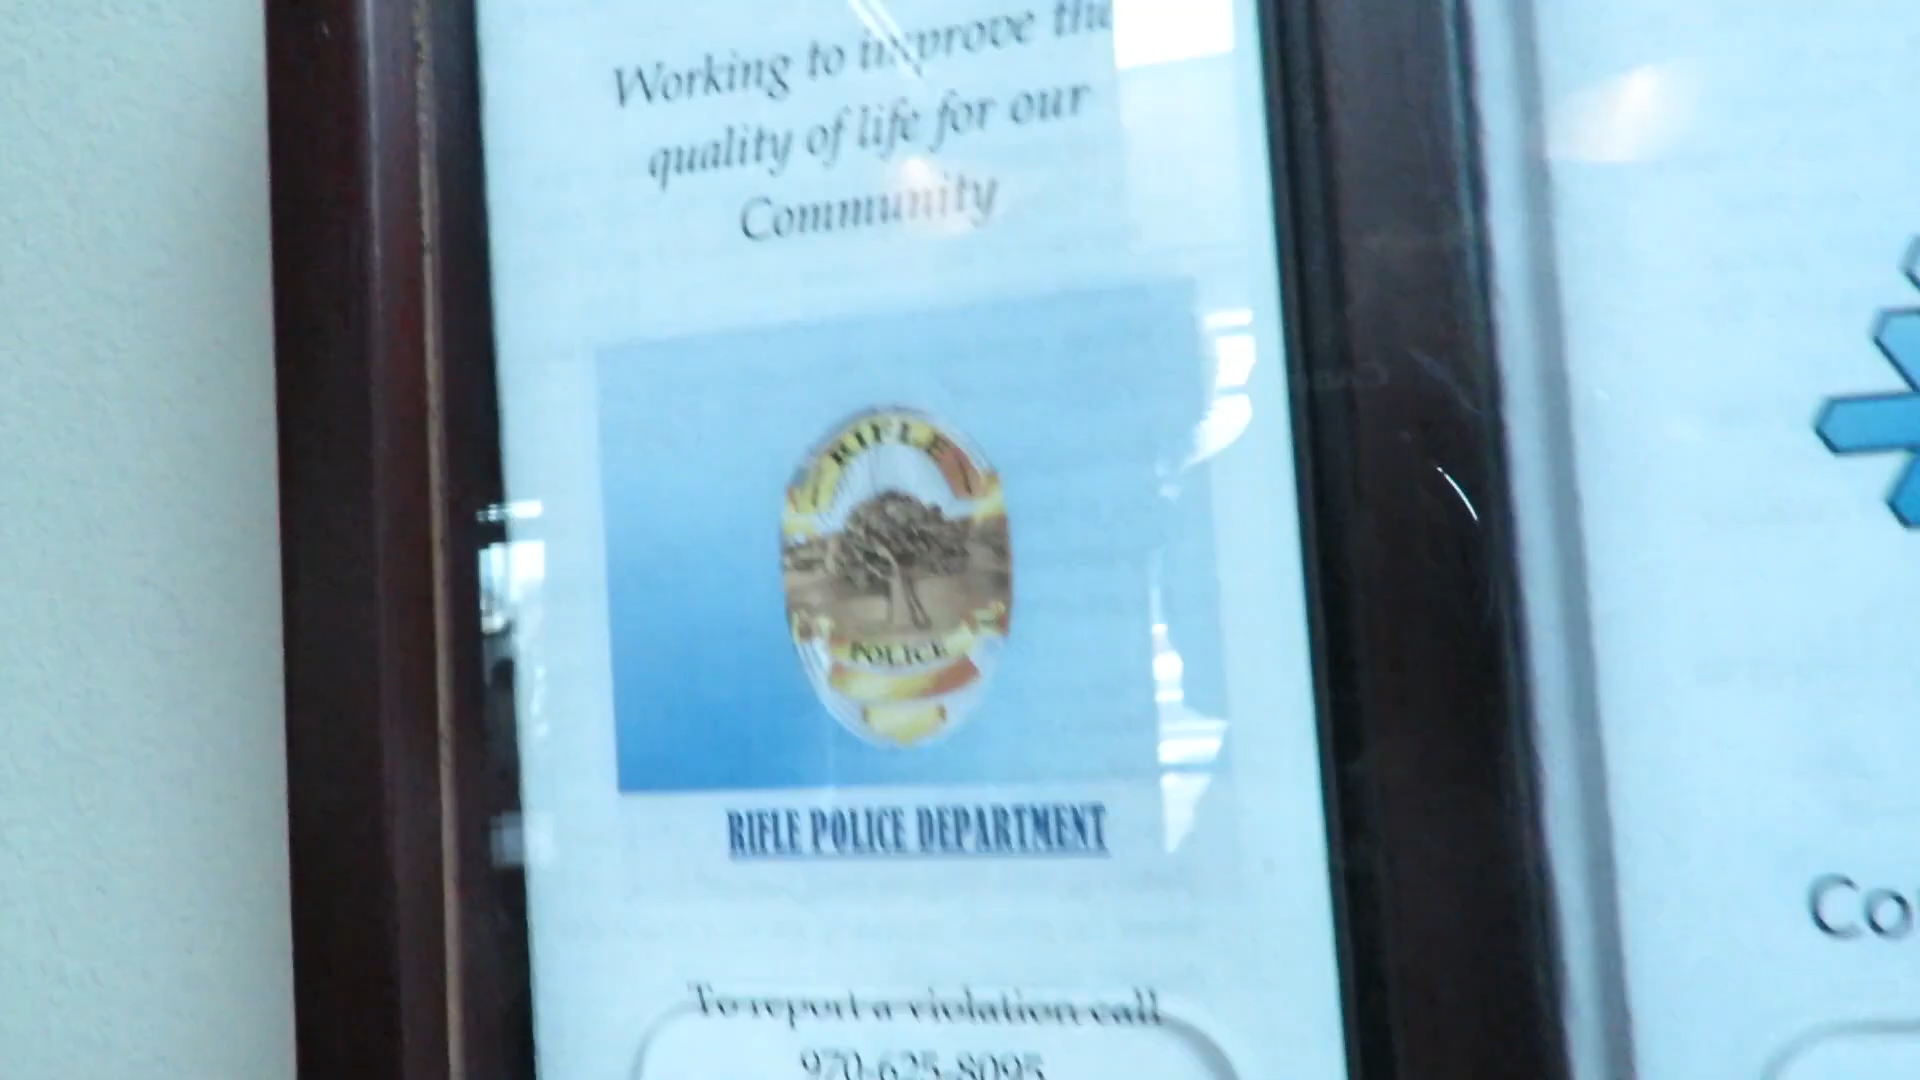 Working to improve the
quality of life for our
Community
RIFLE
POLICE
RIFLE POLICE DEPARTMENT
To report a violation call
970-625-8095
Co